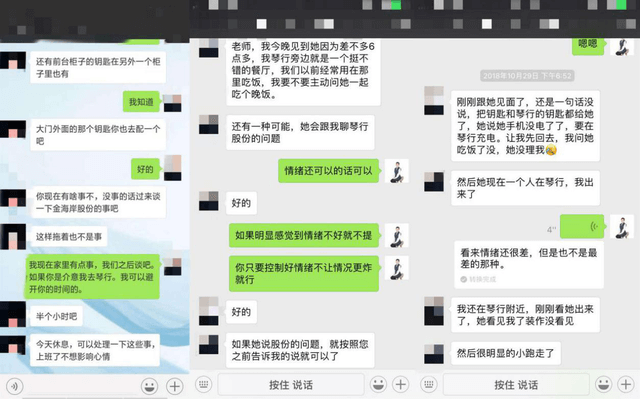 还有前台柜子的钥匙在另外一个柜
子里也有
我知道
大门外面的那个钥匙你也去配一个
吧
好的
你现在有啥事不，没事的话过来谈
一下金海岸股份的事吧
这样拖着也不是事
我现在家里有点事，我们之后谈吧。
如果你是介意我去琴行。我可以避
开你的时间的。
半个小时吧
今天休息，可以处理一下这些事，
上班了不想影响心情
老师，我今晚见到她因为差不多6
点多，我琴行旁边就是一个挺不
错的餐厅，我们以前经常用在那
里吃饭，我要不要主动问她一起
吃个晚饭。
还有一种可能，她会跟我聊琴行
股份的问题
情绪还可以的话可以
好的
如果明显感觉到情绪不好就不提
你只要控制好情绪不让情况更炸
就行
好的
如果她说股份的问题，就按照您
之前告诉我的说就可以了
按住 说话
嗯嗯
2018年10月29日 下午6:52
刚刚跟她见面了，还是一句话没
说，把钥匙和琴行的钥匙都给她
了，她说她手机没电了了，要在
琴行充电。让我先回去，我问她
吃饭了没，她没理我
然后她现在一个人在琴行，我出
来了
4"
看来情绪还很差，但是也不是最
差的那种。
转换完成
我还在琴行附近，刚刚看她出来
了，她看见我了装作没看见
然后很明显的小跑走了
按住 说话